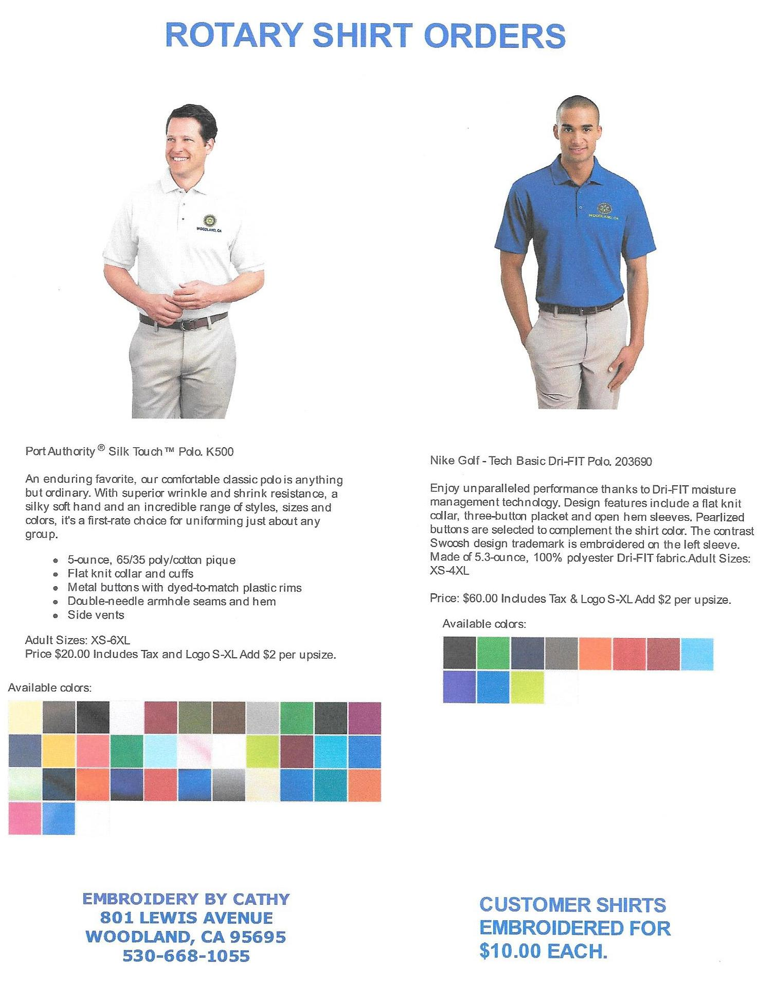 ROTARY SHIRT ORDERS
WOODLAND, CA
WOODLAND, CA
Port Authority® Silk Touch™ Polo. K500
An enduring favorite, our comfortable classic polo is anything
but ordinary. With superior wrinkle and shrink resistance, a
silky soft hand and an incredible range of styles, sizes and
colors, it's a first-rate choice for uniforming just about any
group.
• 5-ounce, 65/35 poly/cotton pique
• Flat knit collar and cuffs
• Metal buttons with dyed-to-match plastic rims
• Double-needle armhole seams and hem
• Side vents
Adult Sizes: XS-6XL
Price $20.00 Includes Tax and Logo S-XL Add $2 per upsize.
Available colors:
Nike Golf - Tech Basic Dri-FIT Polo. 203690
Enjoy unparalleled performance thanks to Dri-FIT moisture
management technology. Design features include a flat knit
collar, three-button placket and open hem sleeves. Pearlized
buttons are selected to complement the shirt color. The contrast
Swoosh design trademark is embroidered on the left sleeve.
Made of 5.3-ounce, 100% polyester Dri-FIT fabric.Adult Sizes:
XS-4XL
Price: $60.00 Includes Tax & Logo S-XL Add $2 per upsize.
Available colors:
EMBROIDERY BY CATHY
801 LEWIS AVENUE
WOODLAND, CA 95695
530-668-1055
CUSTOMER SHIRTS
EMBROIDERED FOR
$10.00 EACH.